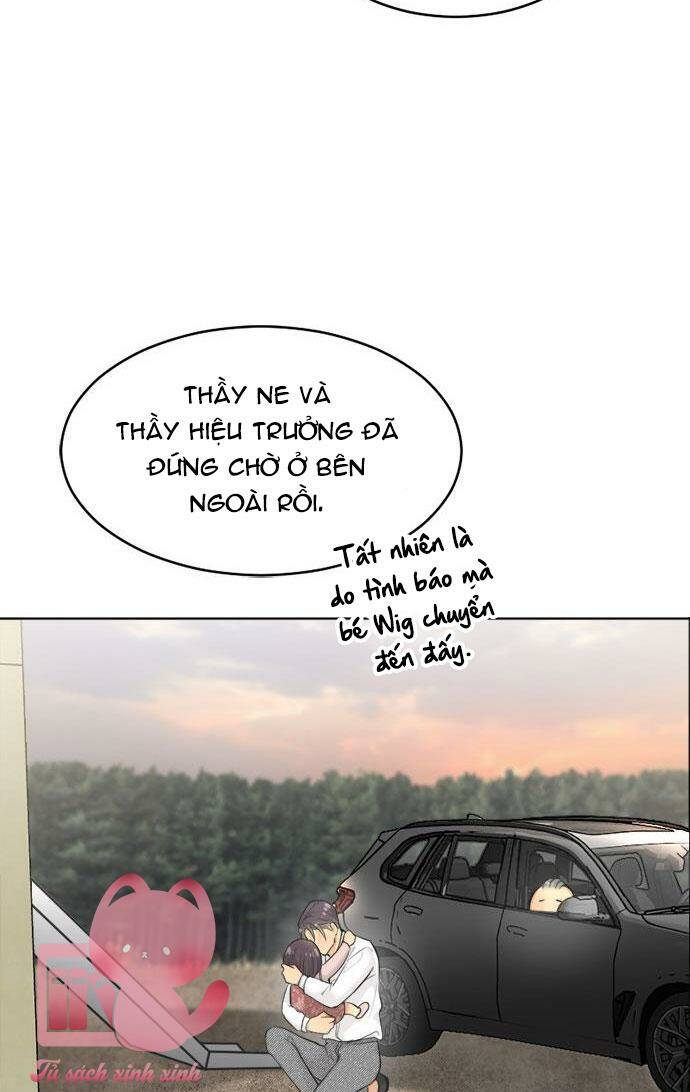 THẦY NE VÀ
THẦY HIỆU TRƯỞNG ĐÃ
ĐỨNG CHỜ Ở BÊN
NGOÀI RỒI.
Tất nhiên là
do tình báo mà
bé Wig chuyển
đến đấy.
Tủ sách xinh xinh